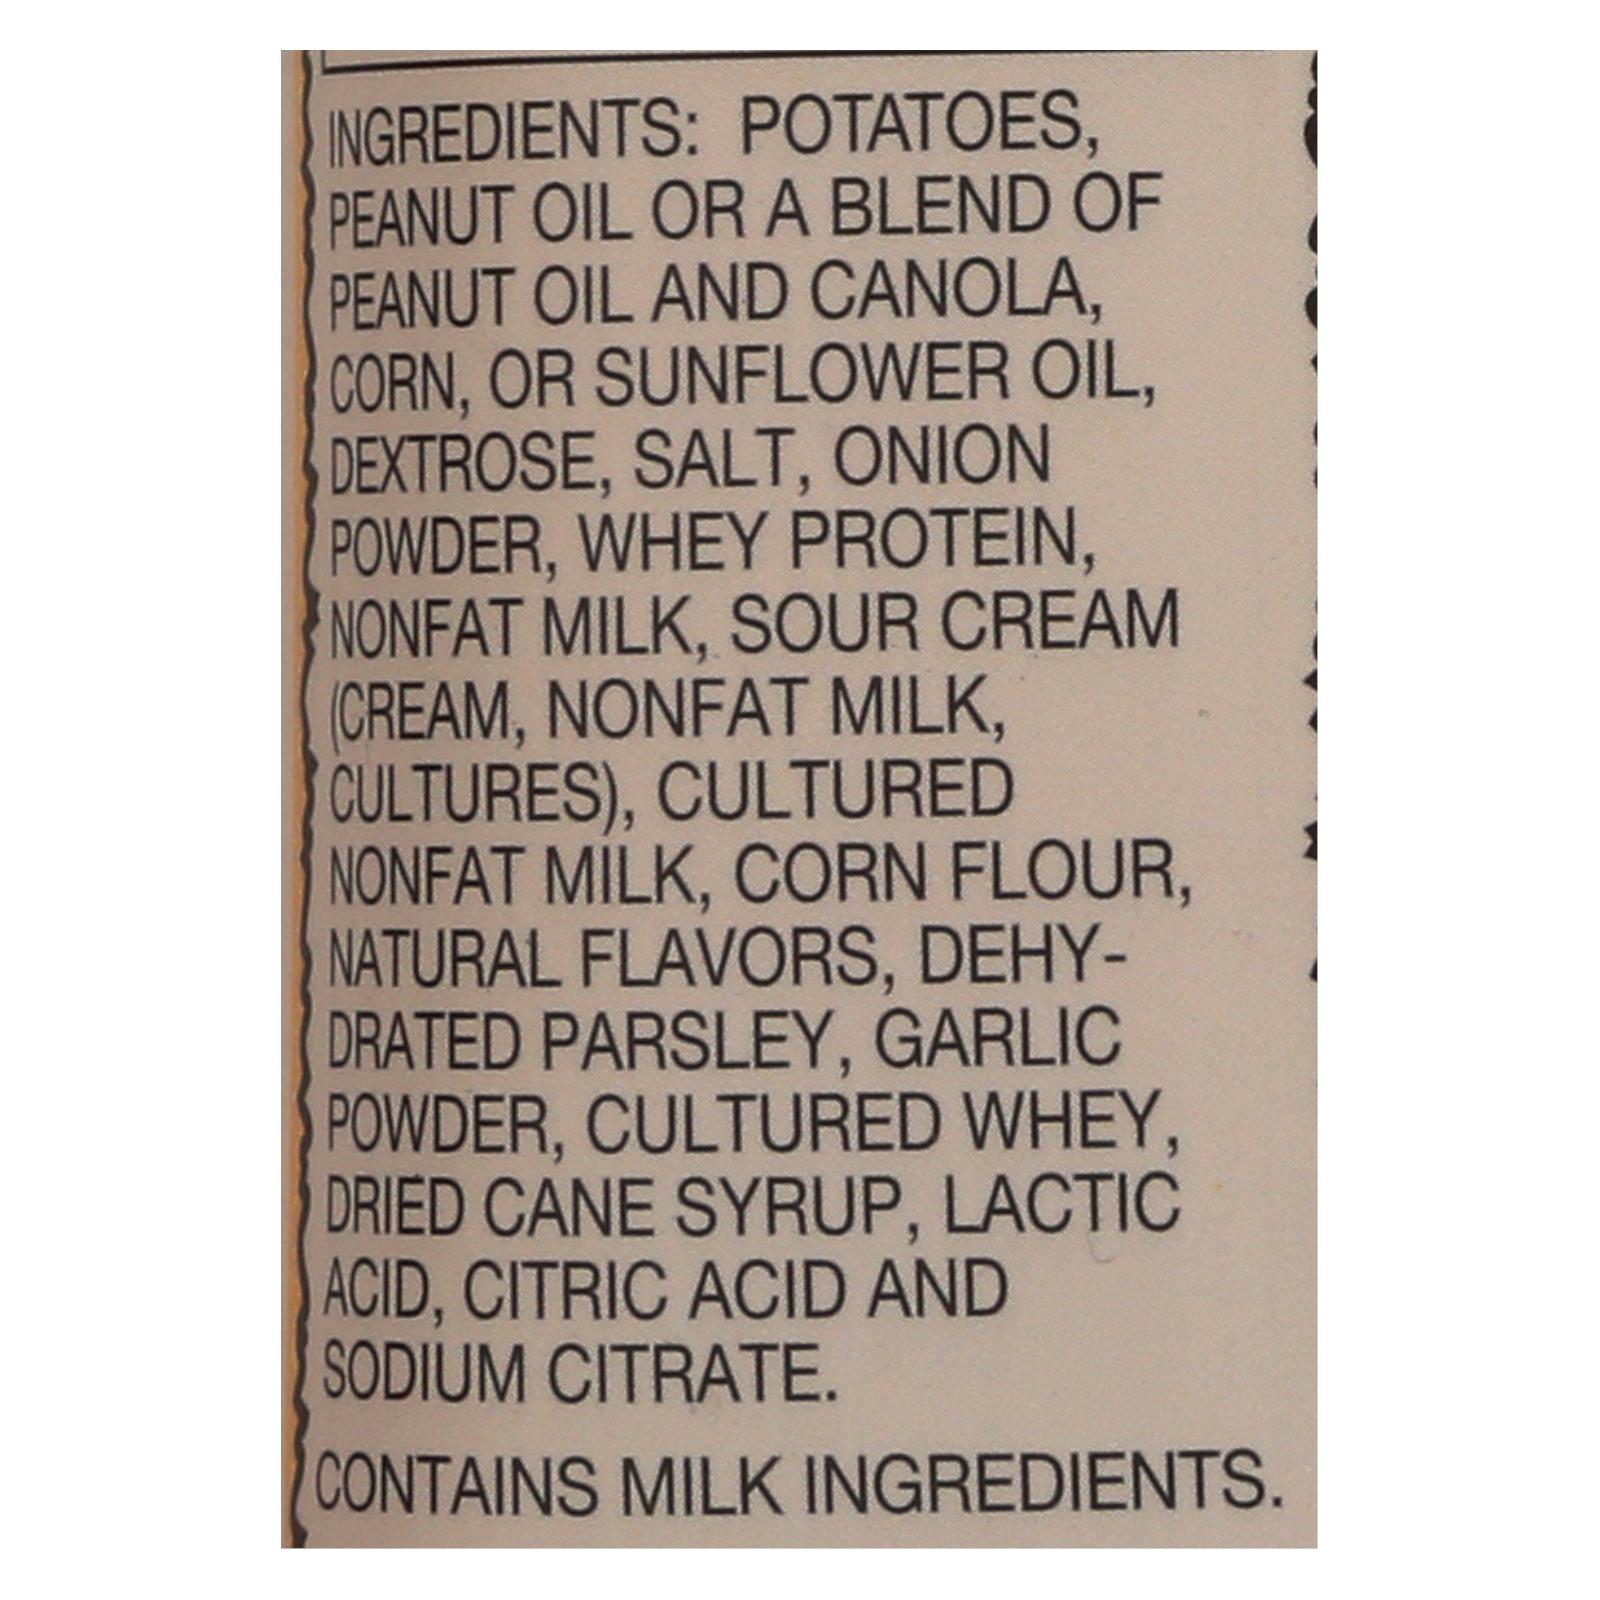 INGREDIENTS: POTATOES,
PEANUT OIL OR A BLEND OF
PEANUT OIL AND CANOLA,
CORN, OR SUNFLOWER OIL,
DEXTROSE, SALT, ONION
POWDER, WHEY PROTEIN,
NONFAT MILK, SOUR CREAM
(CREAM, NONFAT MILK,
CULTURES), CULTURED
NONFAT MILK, CORN FLOUR,
NATURAL FLAVORS, DEHY-
DRATED PARSLEY, GARLIC
POWDER, CULTURED WHEY,
DRIED CANE SYRUP, LACTIC
ACID, CITRIC ACID AND
SODIUM CITRATE.
CONTAINS MILK INGREDIENTS.